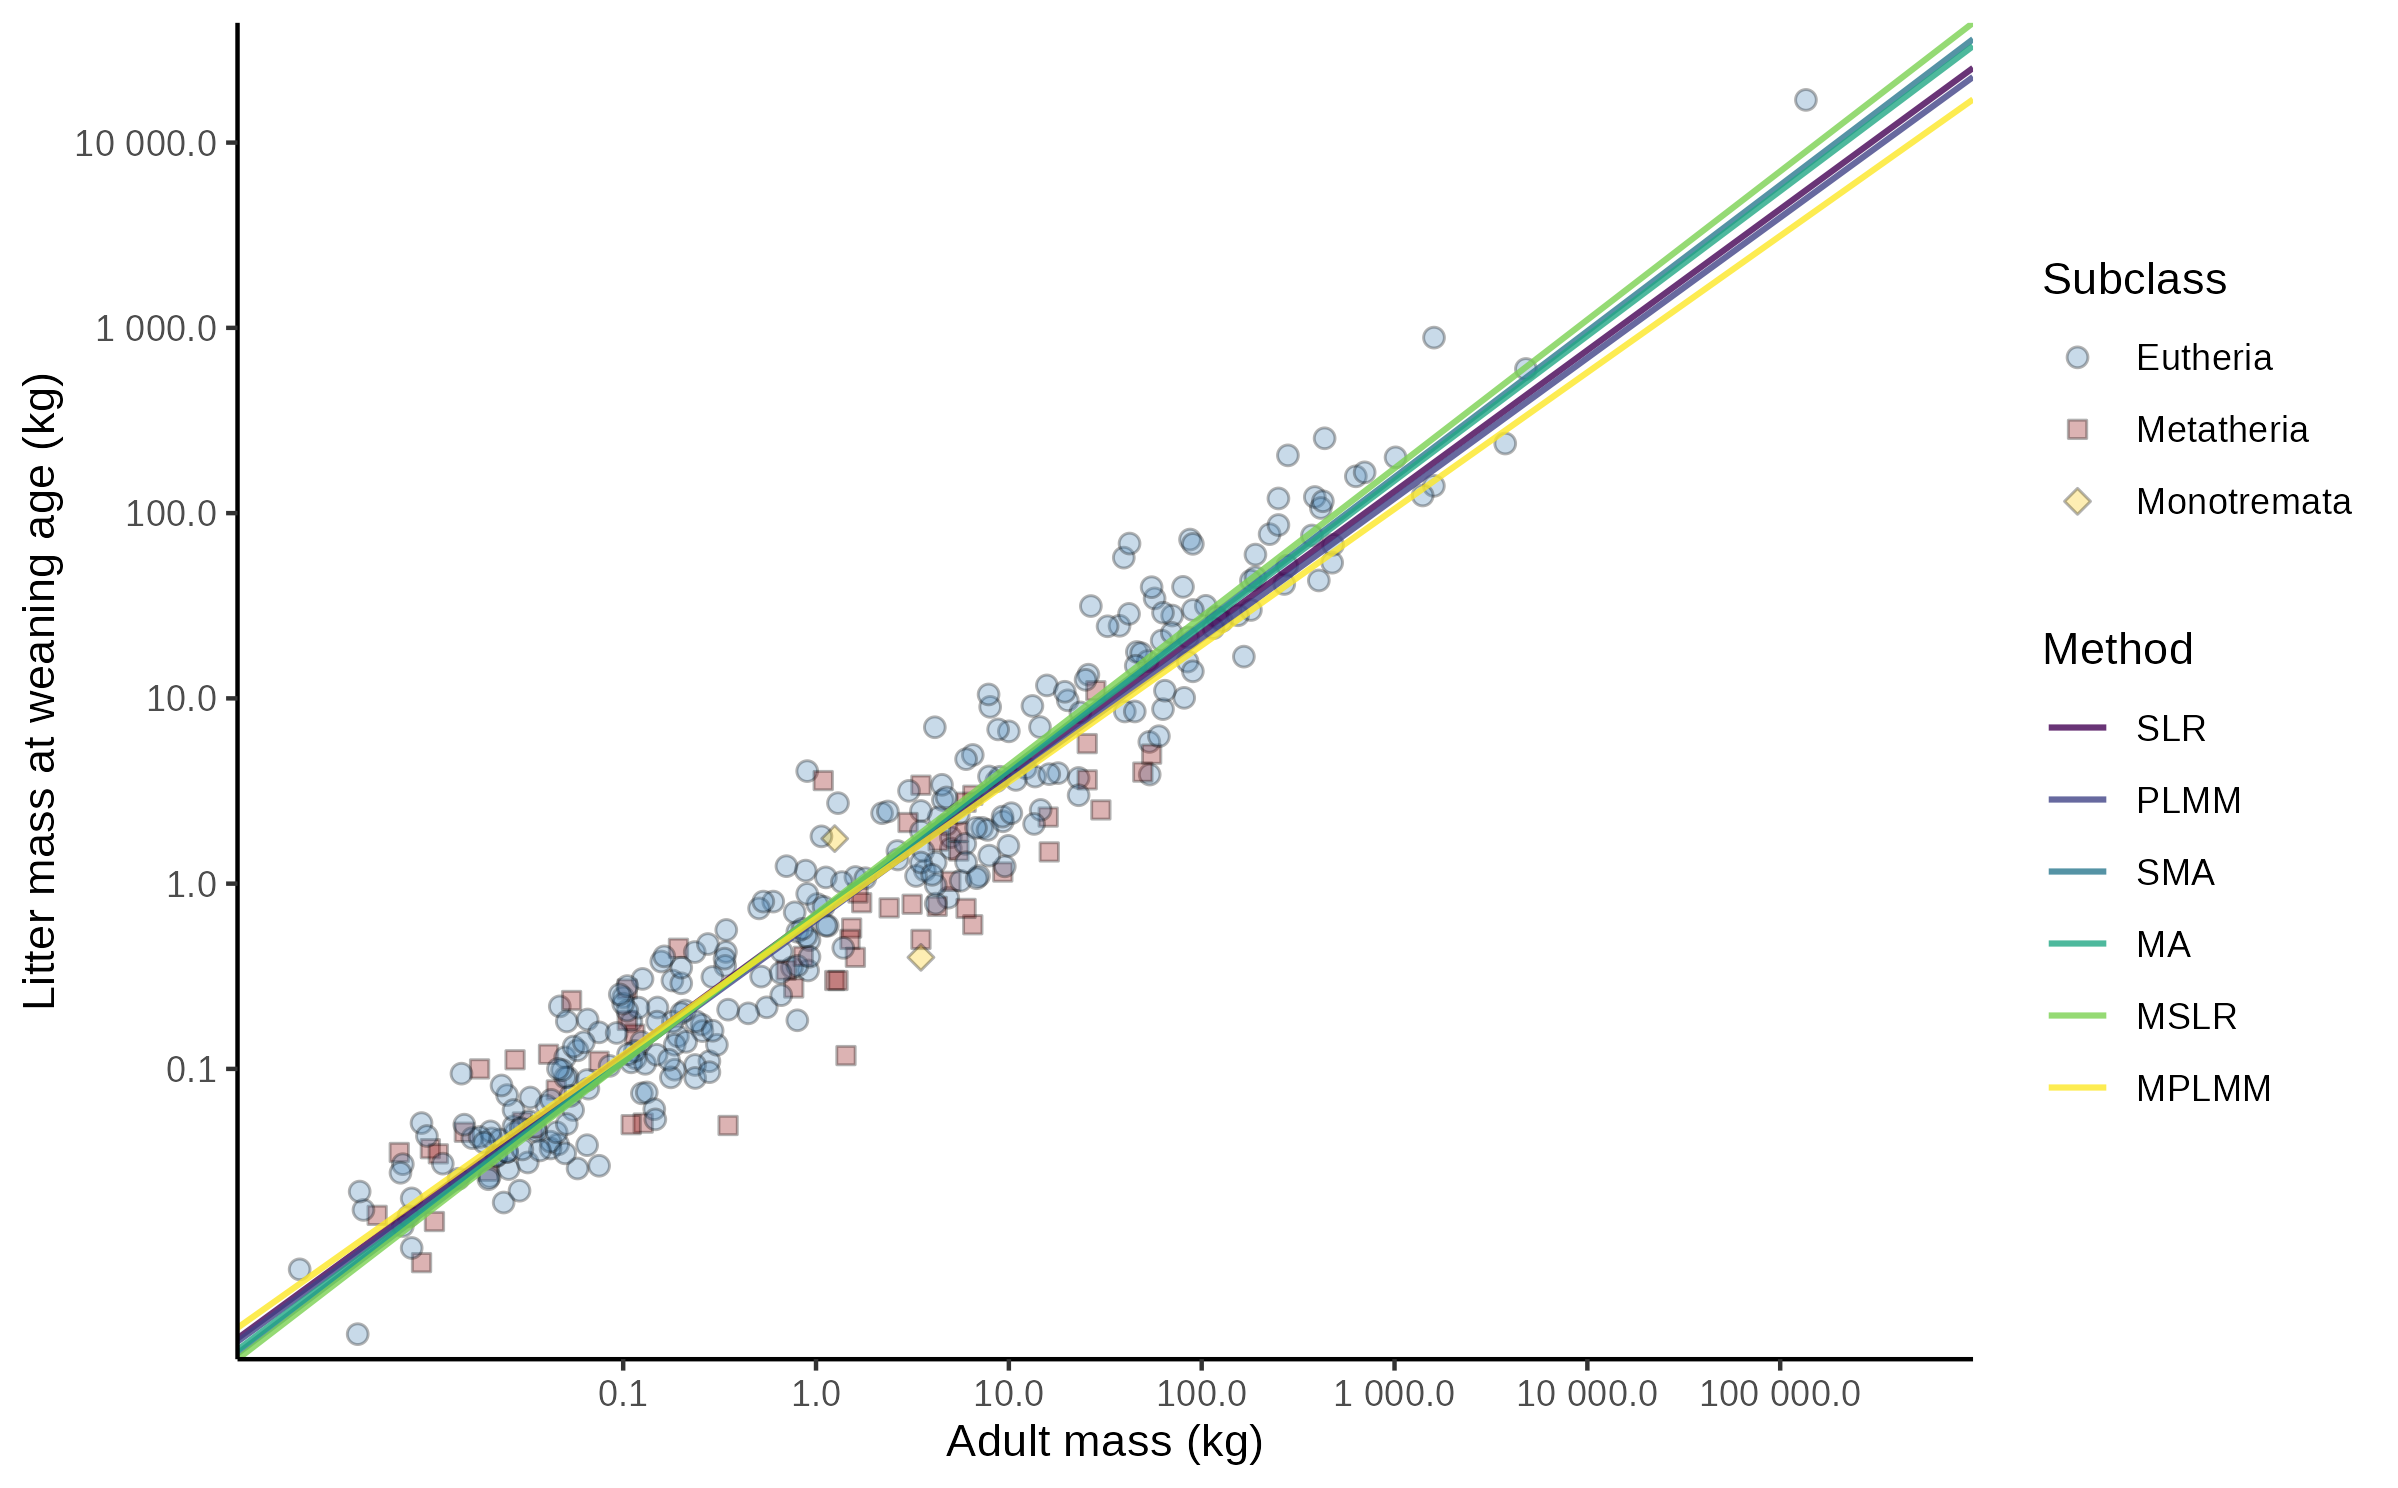 Litter mass at weaning age (kg)
10 000.0
1 000.0
100.0
10.0
1.0
0.1
0.1 1.0 10.0 100.0 1 000.0 10 000.0 100 000.0
Adult mass (kg)
Subclass
Eutheria
Metatheria
Monotremata
Method
SLR
PLMM
SMA
MA
MSLR
MPLMM